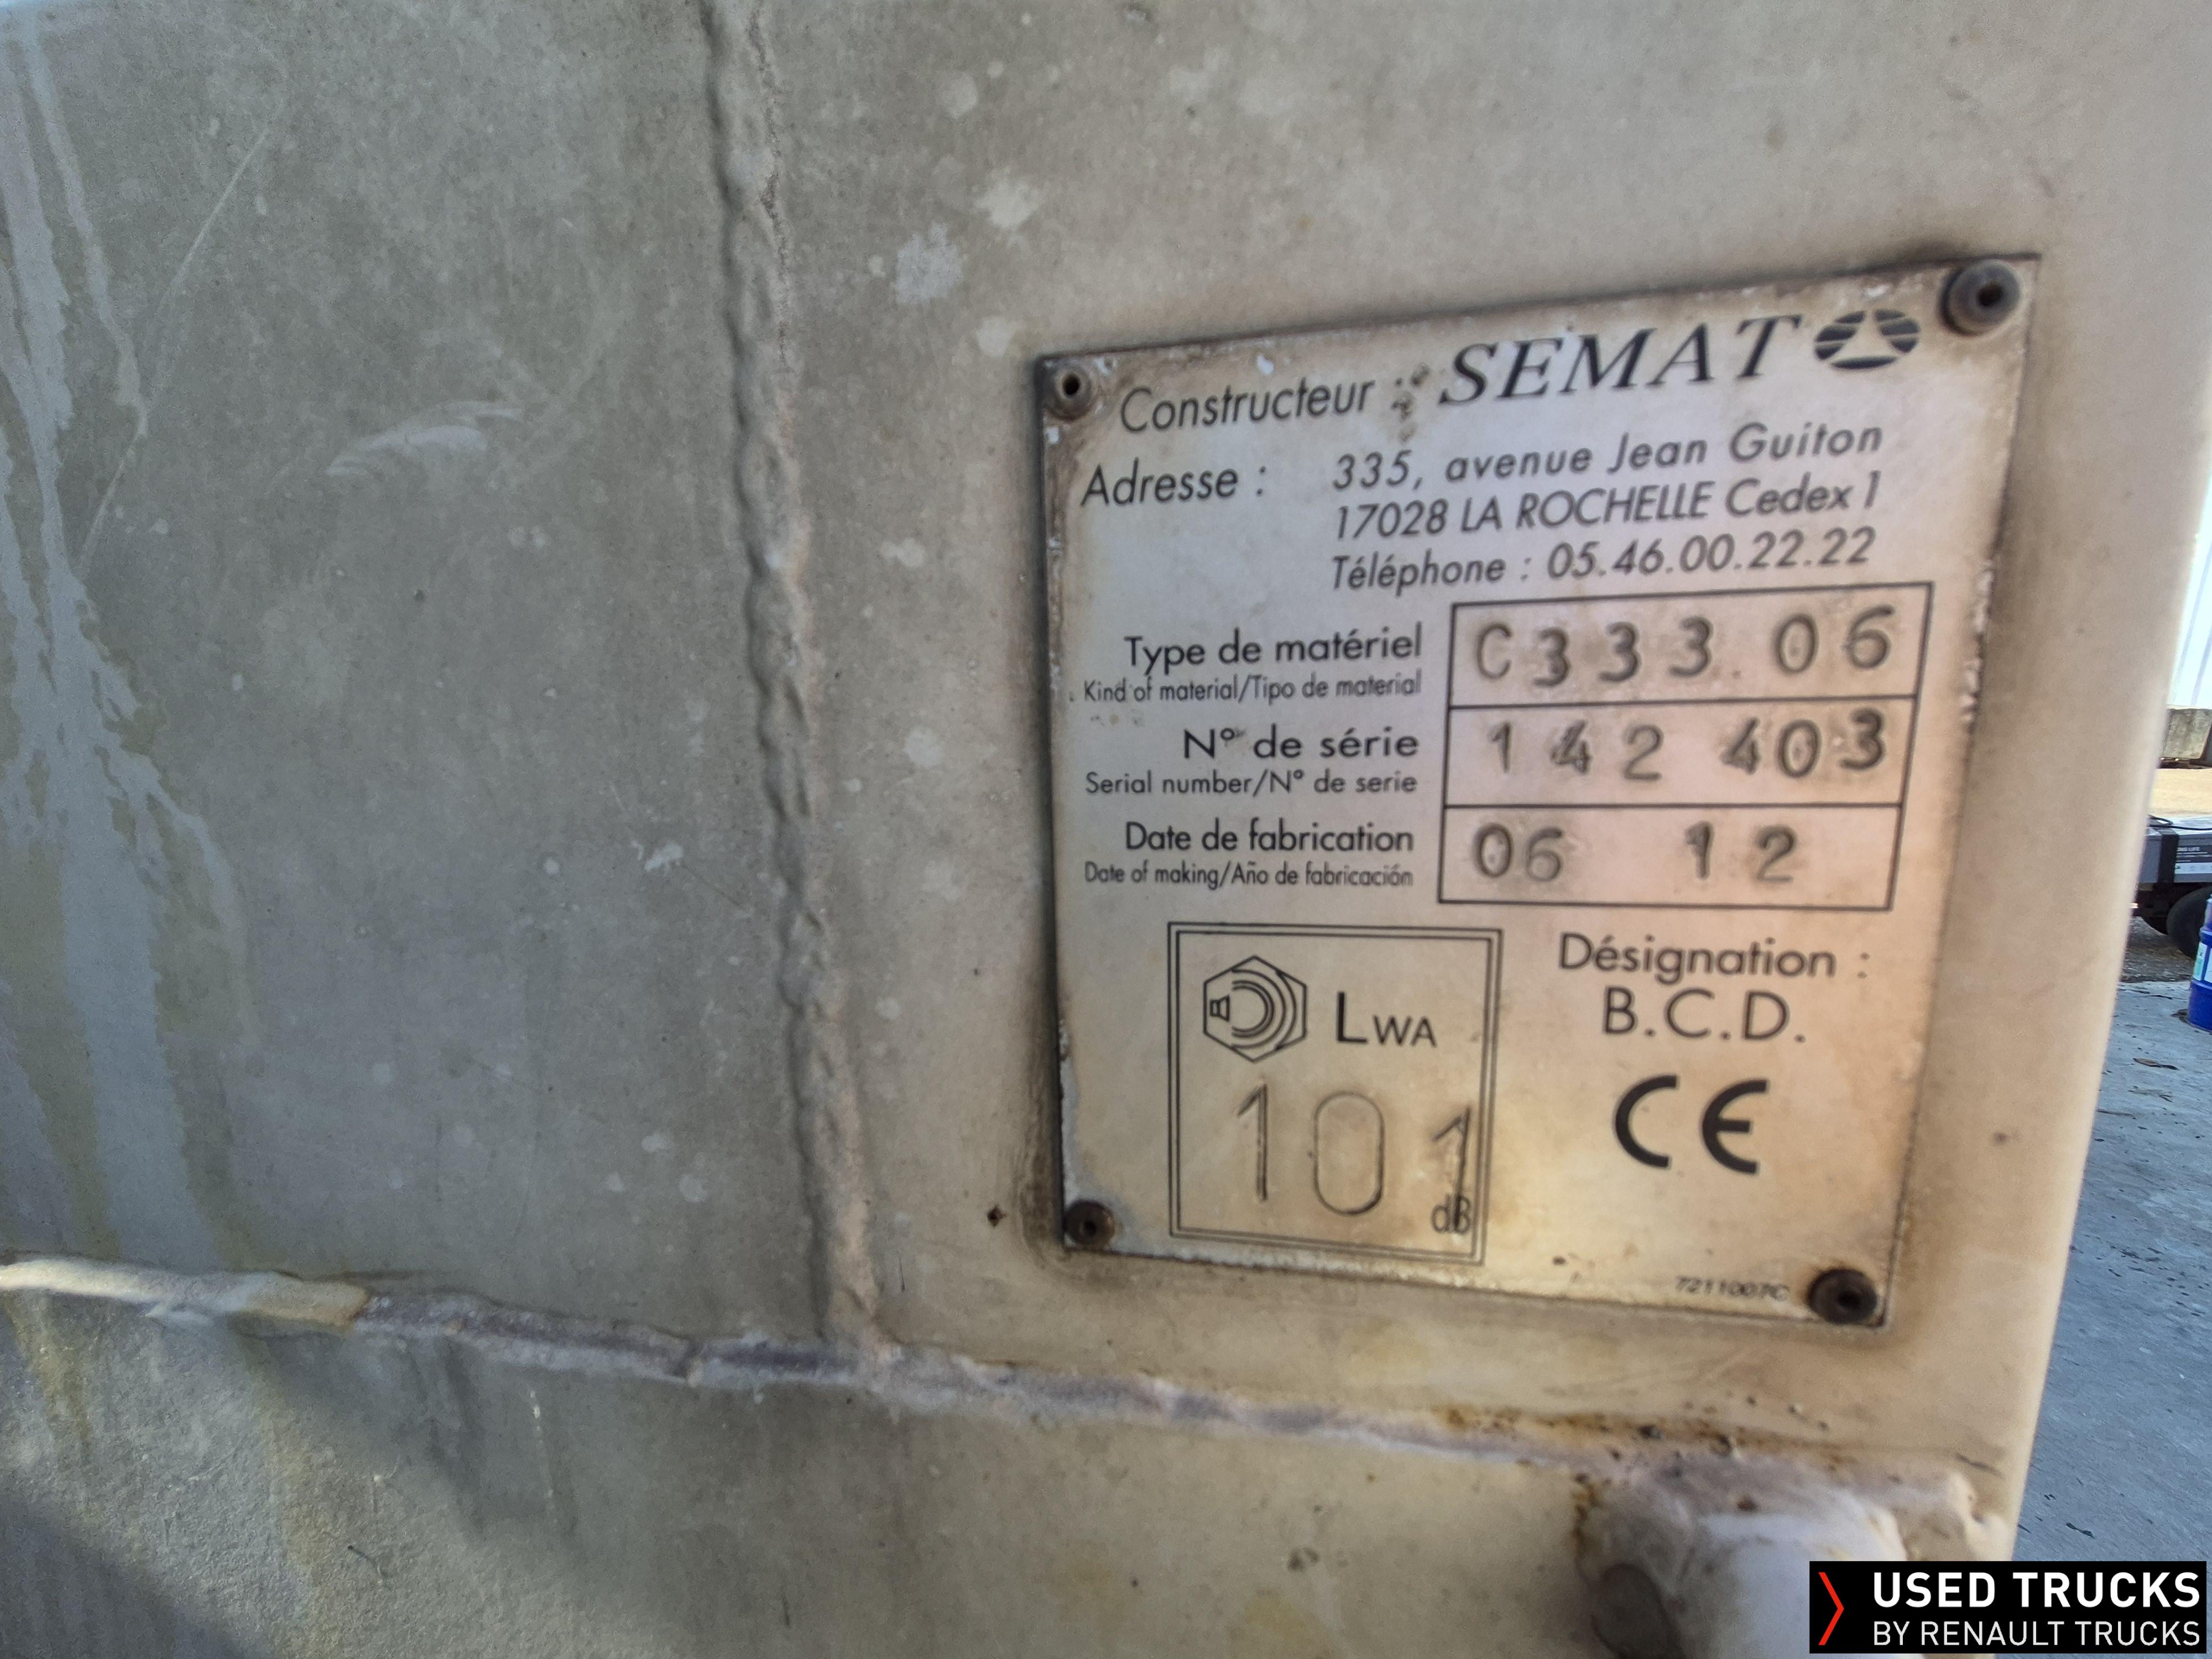 Constructeur : SEMAT
Adresse : 335, avenue Jean Guiton
17028 LA ROCHELLE Cedex 1
Téléphone : 05.46.00.22.22
Type de matériel C333.06
Kind of material/Tipo de material
N° de série 142 403
Serial number/N° de serie
Date de fabrication 06 12
Date of making/Año de fabricación
LWA
101
dB
Désignation :
B.C.D.
CE
7211007C
USED TRUCKS
BY RENAULT TRUCKS